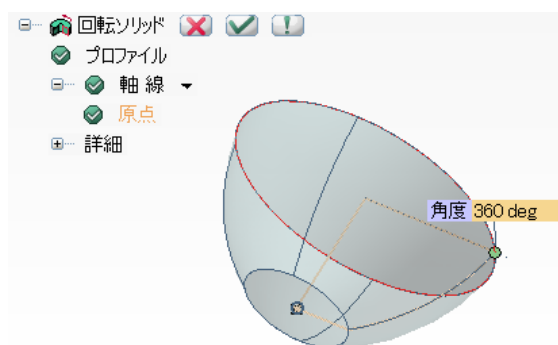 回転ソリッド
プロファイル
軸線
原点
詳細
角度 360 deg